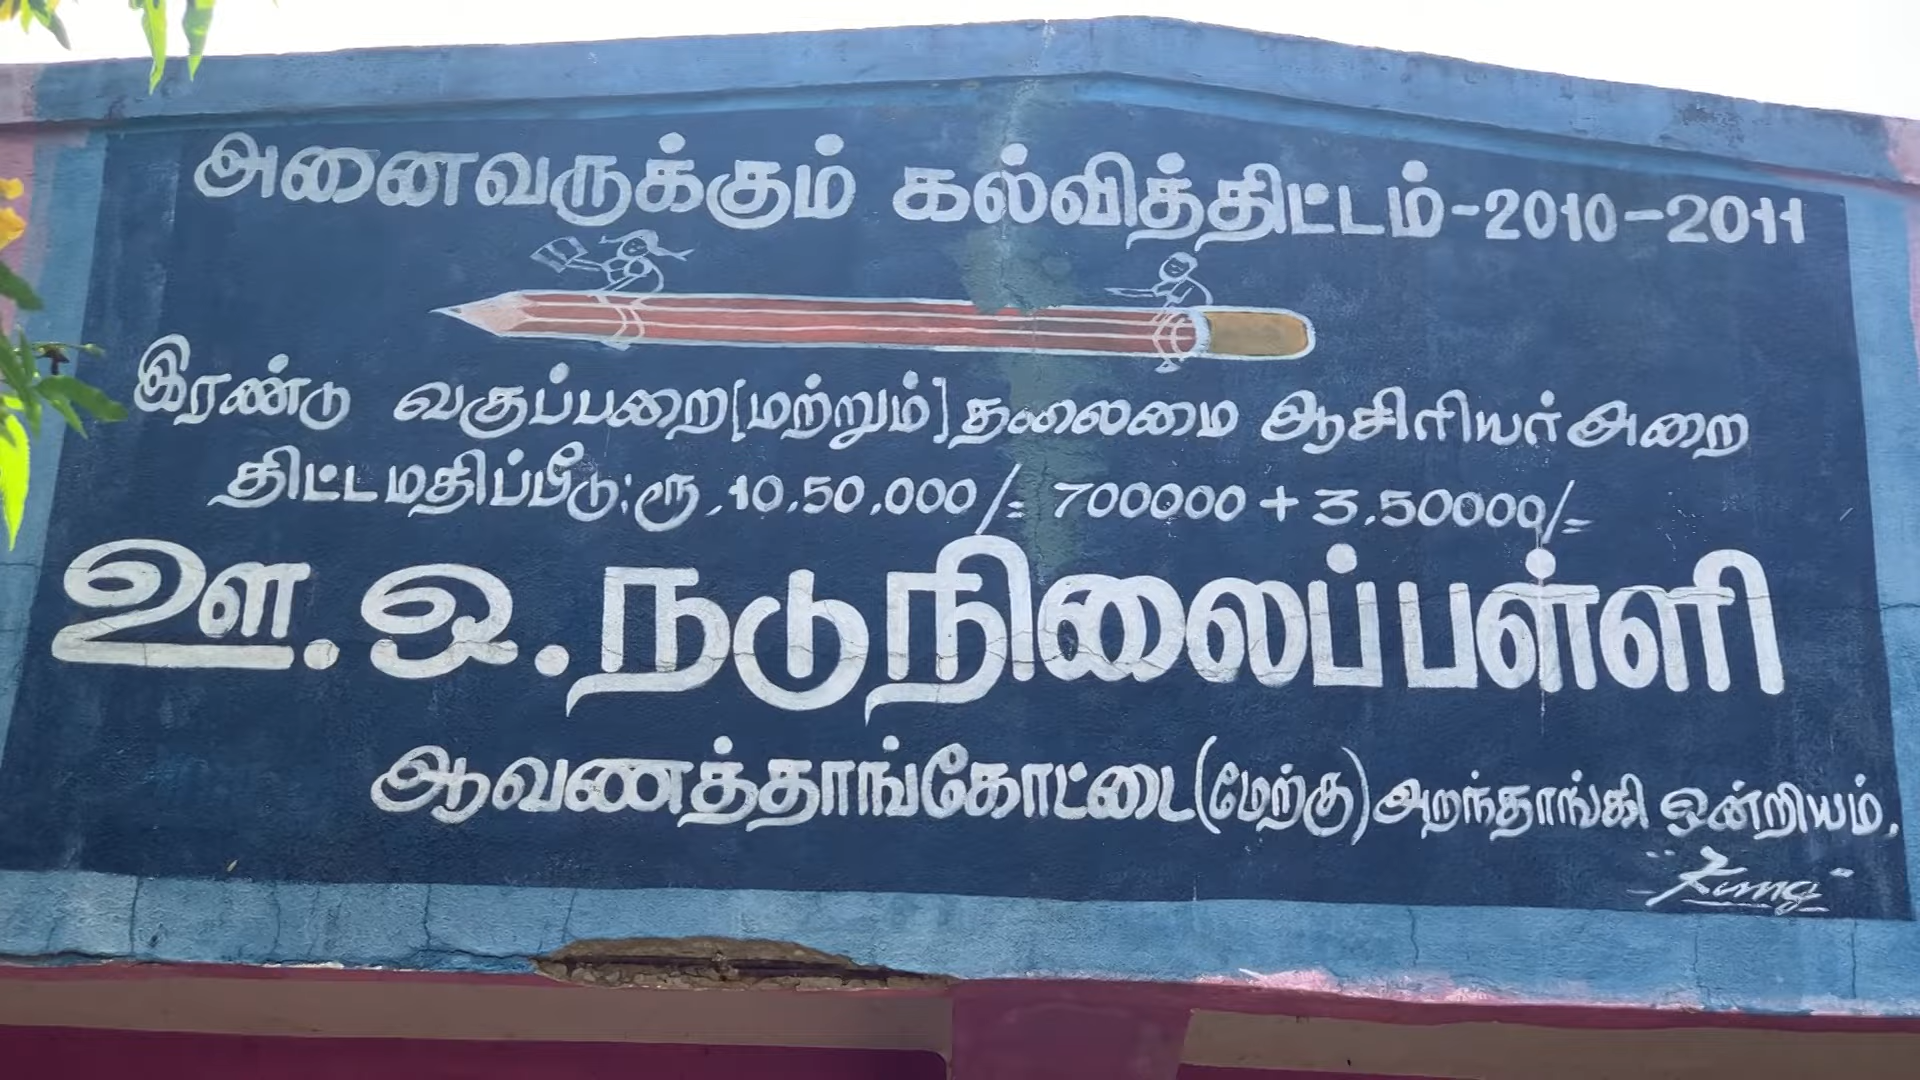 அனைவருக்கும் கல்வித்திட்டம்-2010-2011
இரண்டு வகுப்பறை[மற்றும்] தலைமை ஆசிரியர் அறை
திட்டமதிப்பீடு:ரூ.10.50.000/= 700000 + 3.50000/=
ஊ.ஒ.நடுநிலைப்பள்ளி
ஆவணத்தாங்கோட்டை(மேற்கு) அறந்தாங்கி ஒன்றியம்.